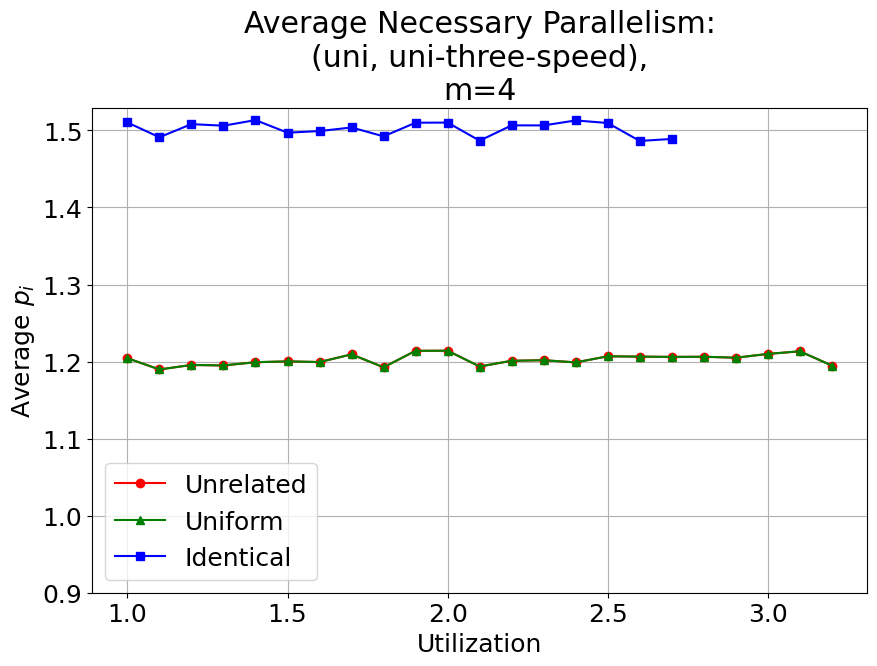 Average Necessary Parallelism:
(uni, uni-three-speed),
m=4
1.5
1.4
1.3
1.2
1.1
1.0
0.9
Average $p_i$
Unrelated
Uniform
Identical
1.0 1.5 2.0 2.5 3.0
Utilization